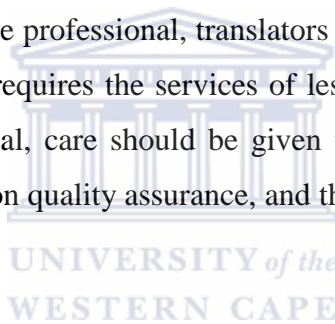 e professional, translators
requires the services of les
al, care should be given
on quality assurance, and th
UNIVERSITY of the
WESTERN CAPE